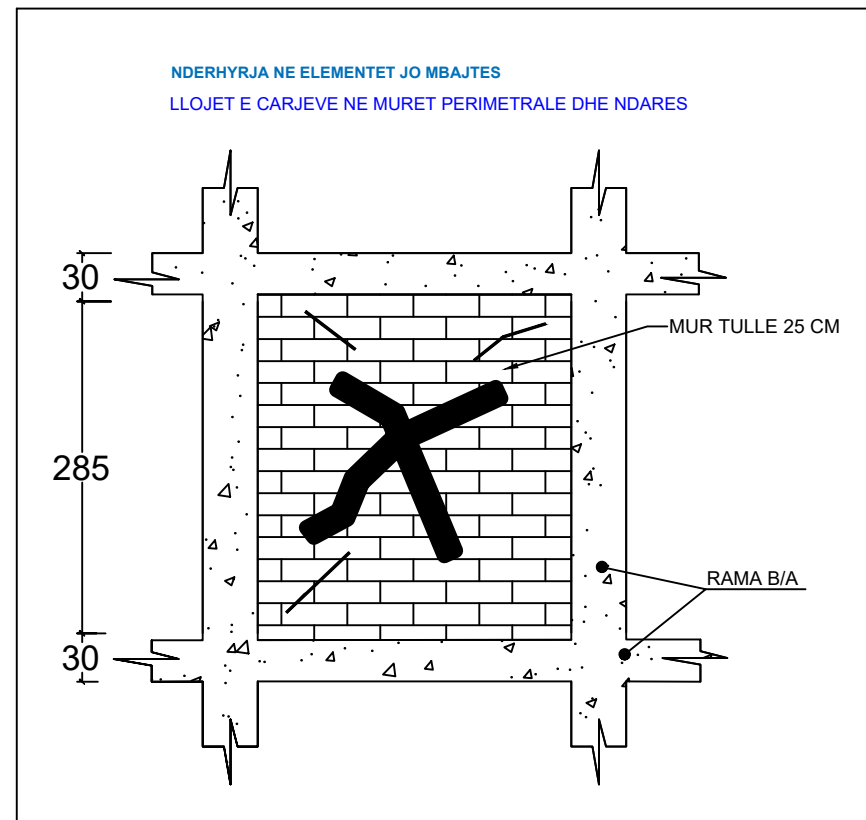 NDERHYRJA NE ELEMENTET JO MBAJTES
LLOJET E CARJEVE NE MURET PERIMETRALE DHE NDARES
30
MUR TULLE 25 CM
285
RAMA B/A
30